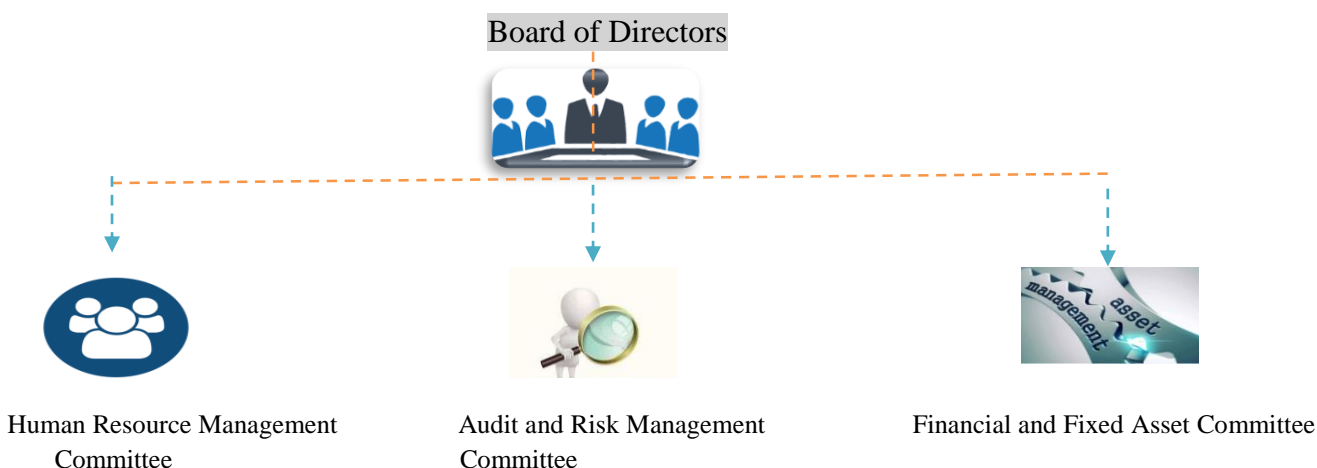 Board of Directors
management
asset
Human Resource Management
Committee
Audit and Risk Management
Committee
Financial and Fixed Asset Committee